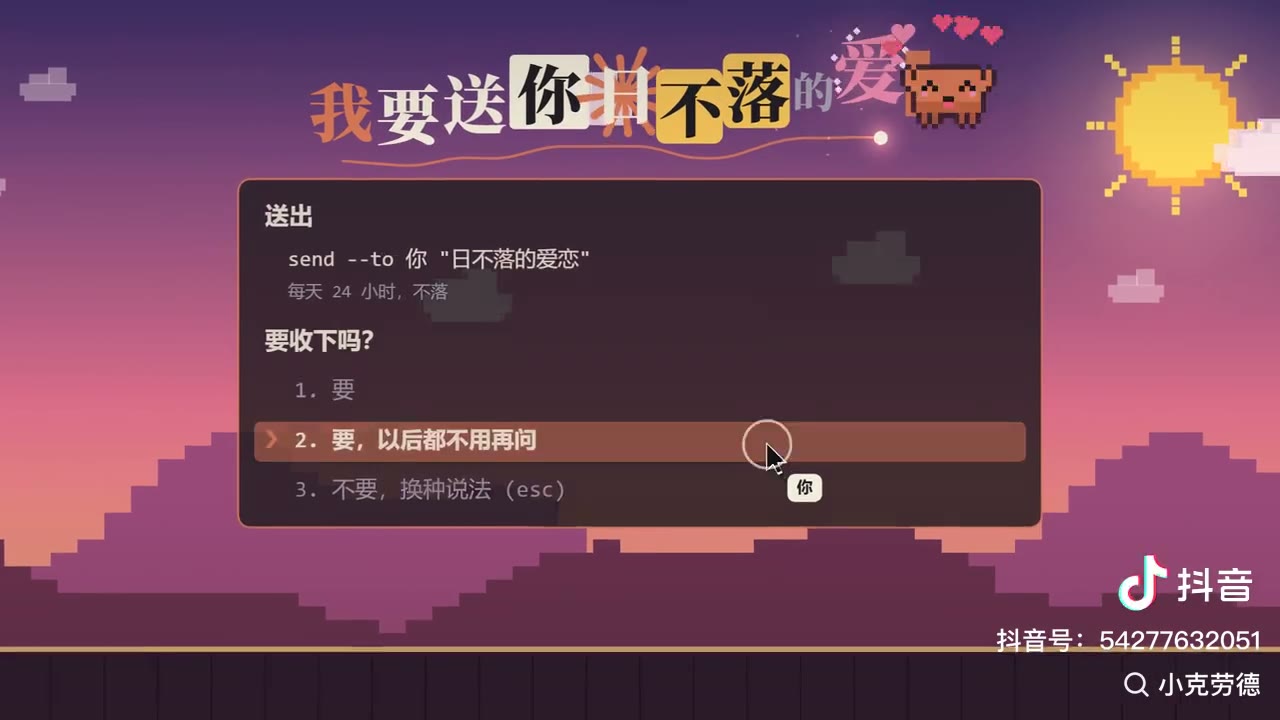 我要送你日不落的爱
送出
send --to 你 "日不落的爱恋"
每天 24 小时, 不落
要收下吗?
1. 要
❯ 2. 要, 以后都不用再问
3. 不要, 换种说法 (esc)
你
抖音
抖音号: 54277632051
小克劳德